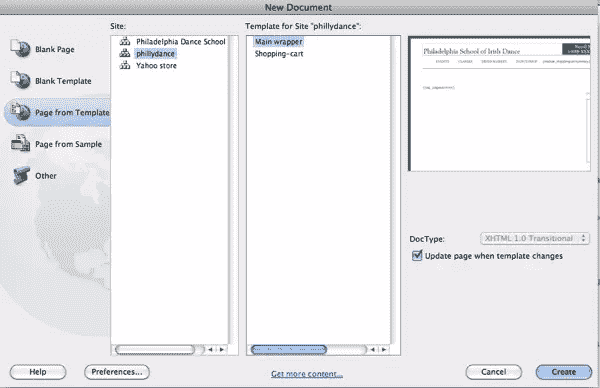 New Document
Site:
Template for Site "phillydance":
Blank Page
Blank Template
Page from Template
Page from Sample
Other
Philadelphia Dance School
phillydance
Yahoo store
Main wrapper
Shopping-cart
Philadelphia School of Irish Dance
DocType:
XHTML 1.0 Transitional
Update page when template changes
Help
Preferences...
Get more content...
Cancel
Create